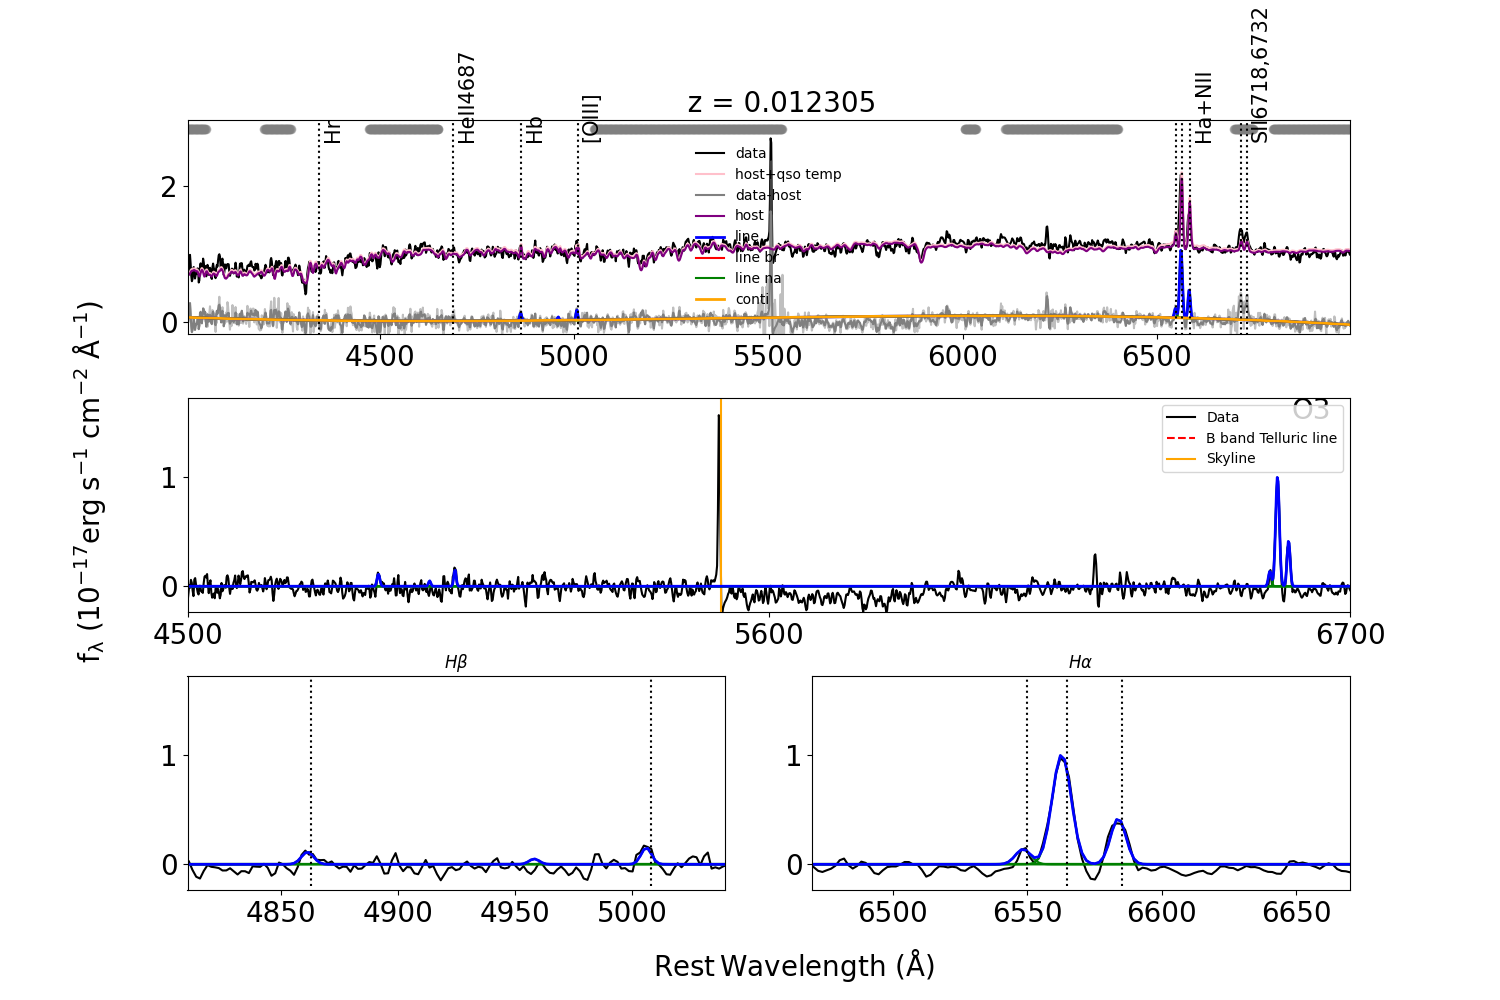 z = 0.012305
Hr
HeII4687
Hb
[OIII]
Ha+NII
SII6718,6732
data
host+qso temp
data-host
host
line
line br
line na
conti
2
1
0
4500
5000
5500
6000
6500
O3
Data
B band Telluric line
Skyline
1
0
4500
5600
6700
fλ (10−17erg s−1 cm−2 Å−1)
Hβ
1
0
4850
4900
4950
5000
Hα
1
0
6500
6550
6600
6650
Rest Wavelength (Å)